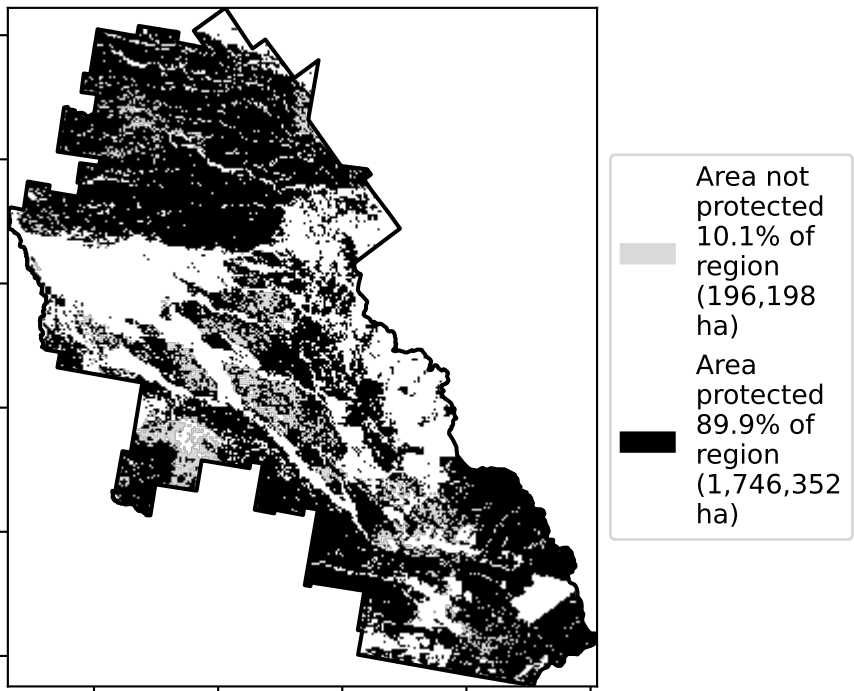 Area not
protected
10.1% of
region
(196,198
ha)
Area
protected
89.9% of
region
(1,746,352
ha)